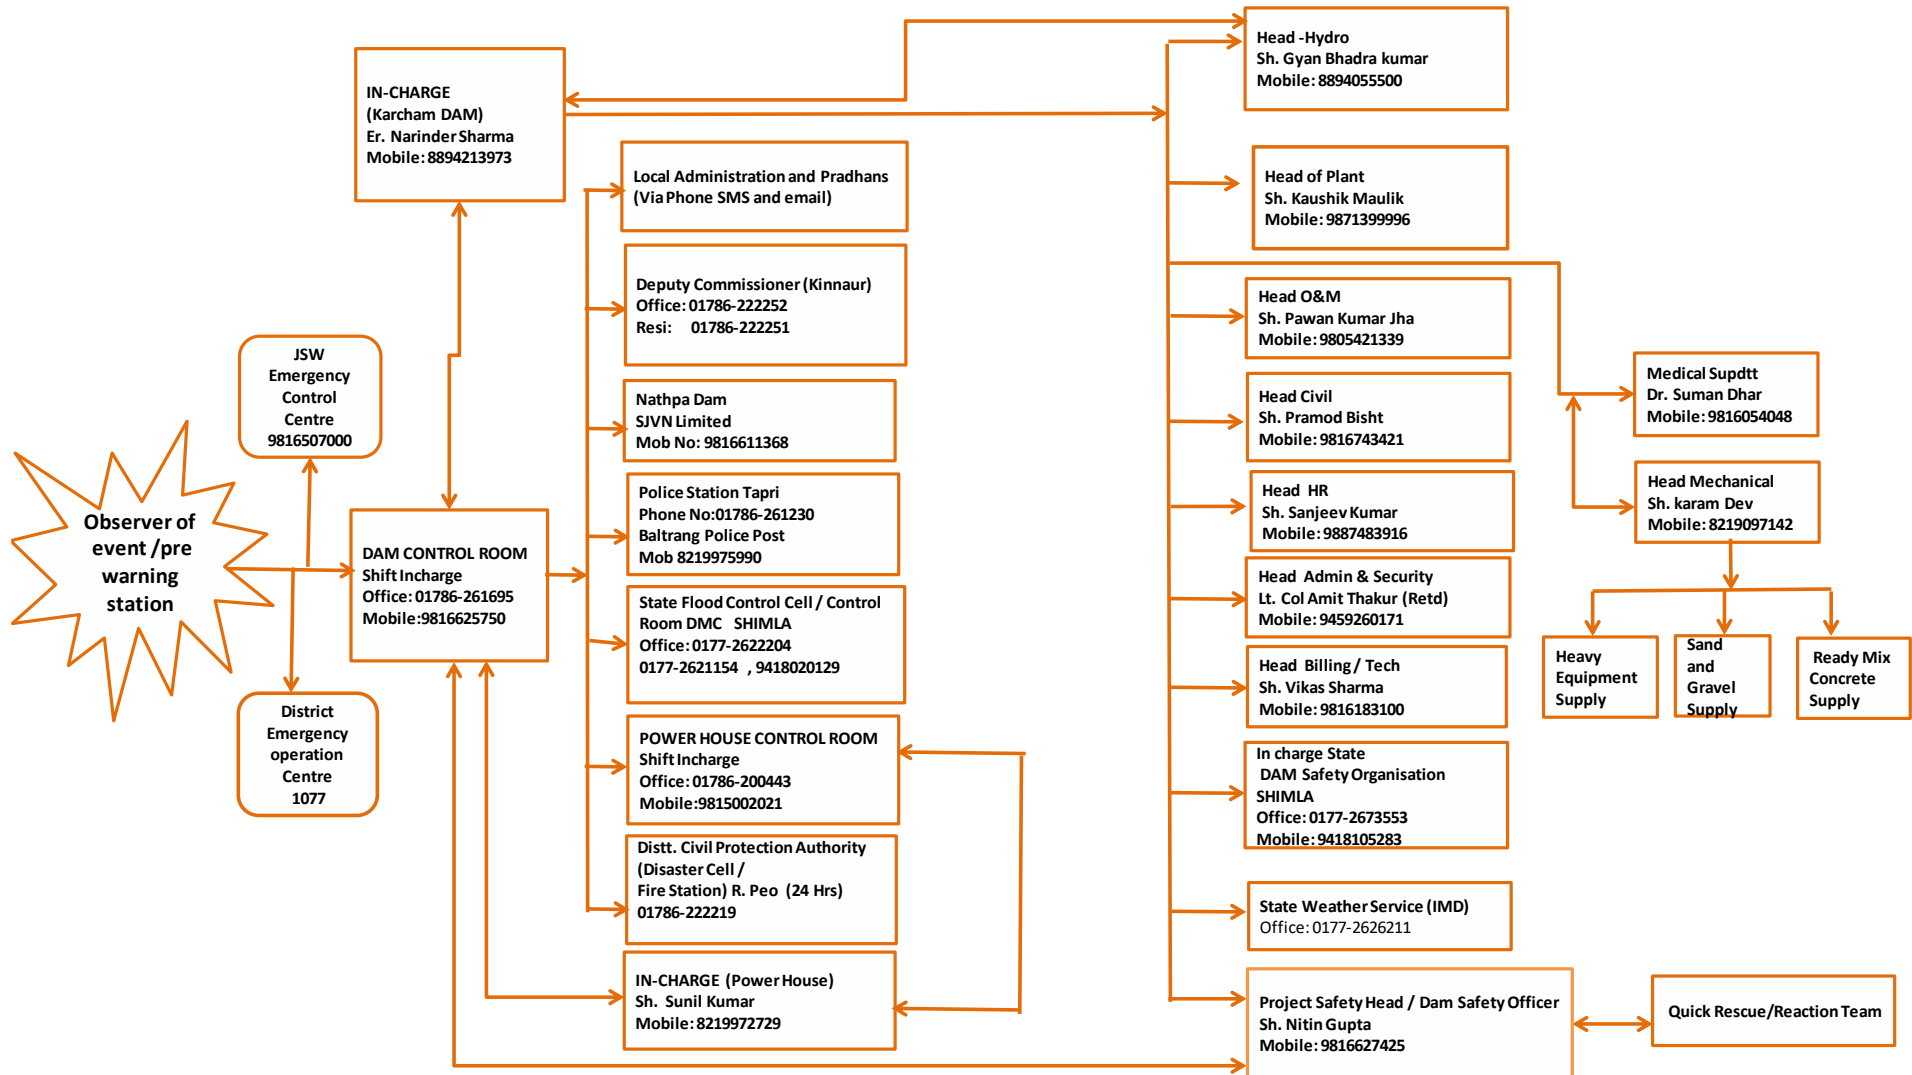 Observer of
event /pre
warning
station
JSW
Emergency
Control
Centre
9816507000
District
Emergency
operation
Centre
1077
IN-CHARGE
(Karcham DAM)
Er. Narinder Sharma
Mobile: 8894213973
DAM CONTROL ROOM
Shift Incharge
Office: 01786-261695
Mobile:9816625750
Local Administration and Pradhans
(Via Phone SMS and email)
Deputy Commissioner (Kinnaur)
Office: 01786-222252
Resi: 01786-222251
Nathpa Dam
SJVN Limited
Mob No: 9816611368
Police Station Tapri
Phone No:01786-261230
Baltrang Police Post
Mob 8219975990
State Flood Control Cell / Control
Room DMC SHIMLA
Office: 0177-2622204
0177-2621154 , 9418020129
POWER HOUSE CONTROL ROOM
Shift Incharge
Office: 01786-200443
Mobile:9815002021
Distt. Civil Protection Authority
(Disaster Cell /
Fire Station) R. Peo (24 Hrs)
01786-222219
IN-CHARGE (Power House)
Sh. Sunil Kumar
Mobile: 8219972729
Head -Hydro
Sh. Gyan Bhadra kumar
Mobile: 8894055500
Head of Plant
Sh. Kaushik Maulik
Mobile: 9871399996
Head O&M
Sh. Pawan Kumar Jha
Mobile: 9805421339
Head Civil
Sh. Pramod Bisht
Mobile: 9816743421
Head HR
Sh. Sanjeev Kumar
Mobile: 9887483916
Head Admin & Security
Lt. Col Amit Thakur (Retd)
Mobile: 9459260171
Head Billing / Tech
Sh. Vikas Sharma
Mobile: 9816183100
In charge State
DAM Safety Organisation
SHIMLA
Office: 0177-2673553
Mobile: 9418105283
State Weather Service (IMD)
Office: 0177-2626211
Project Safety Head / Dam Safety Officer
Sh. Nitin Gupta
Mobile: 9816627425
Medical Supdtt
Dr. Suman Dhar
Mobile: 9816054048
Head Mechanical
Sh. karam Dev
Mobile: 8219097142
Heavy
Equipment
Supply
Sand
and
Gravel
Supply
Ready Mix
Concrete
Supply
Quick Rescue/Reaction Team